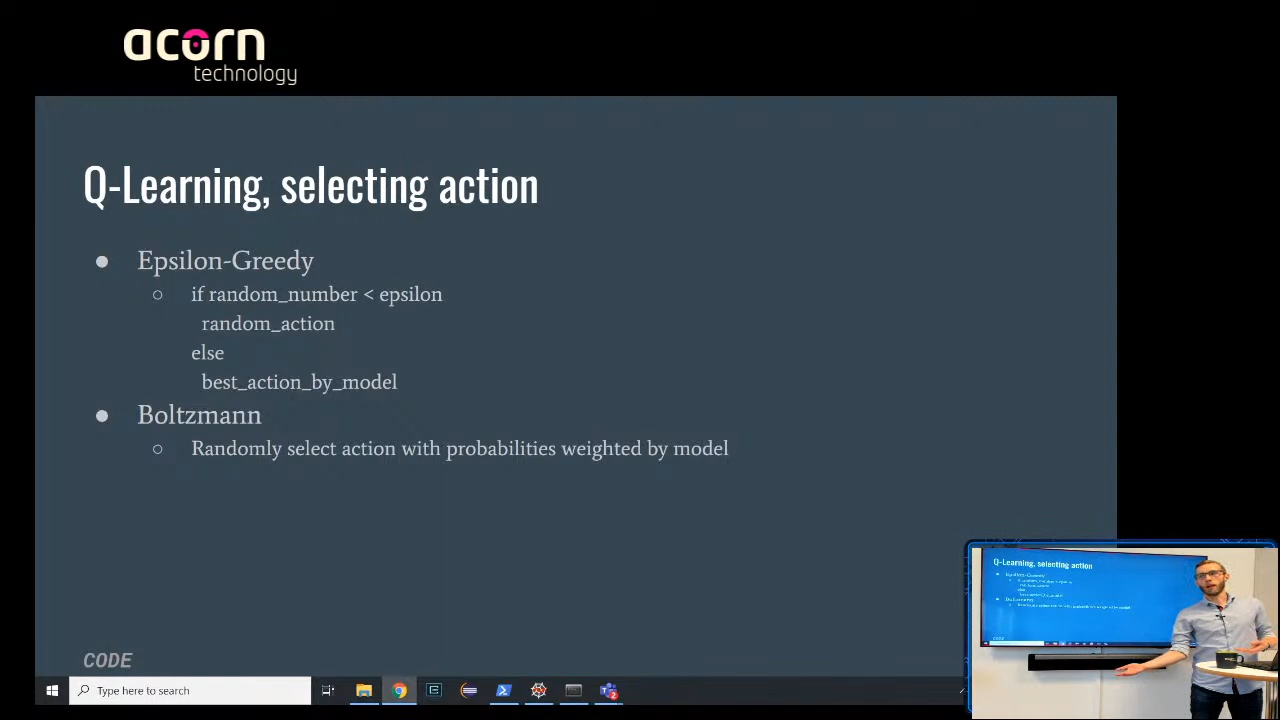 acorn
technology
Q-Learning, selecting action
● Epsilon-Greedy
○ if random_number < epsilon
random_action
else
best_action_by_model
● Boltzmann
○ Randomly select action with probabilities weighted by model
CODE
Type here to search
Q-Learning, selecting action